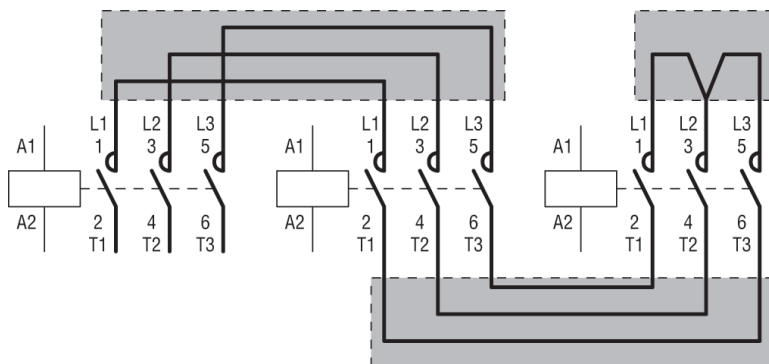 L1 L2 L3 L1 L2 L3 L1 L2 L3
A1 1 3 5 A1 1 3 5 A1 1 3 5
A2 2 4 6 A2 2 4 6 A2 2 4 6
T1 T2 T3 T1 T2 T3 T1 T2 T3